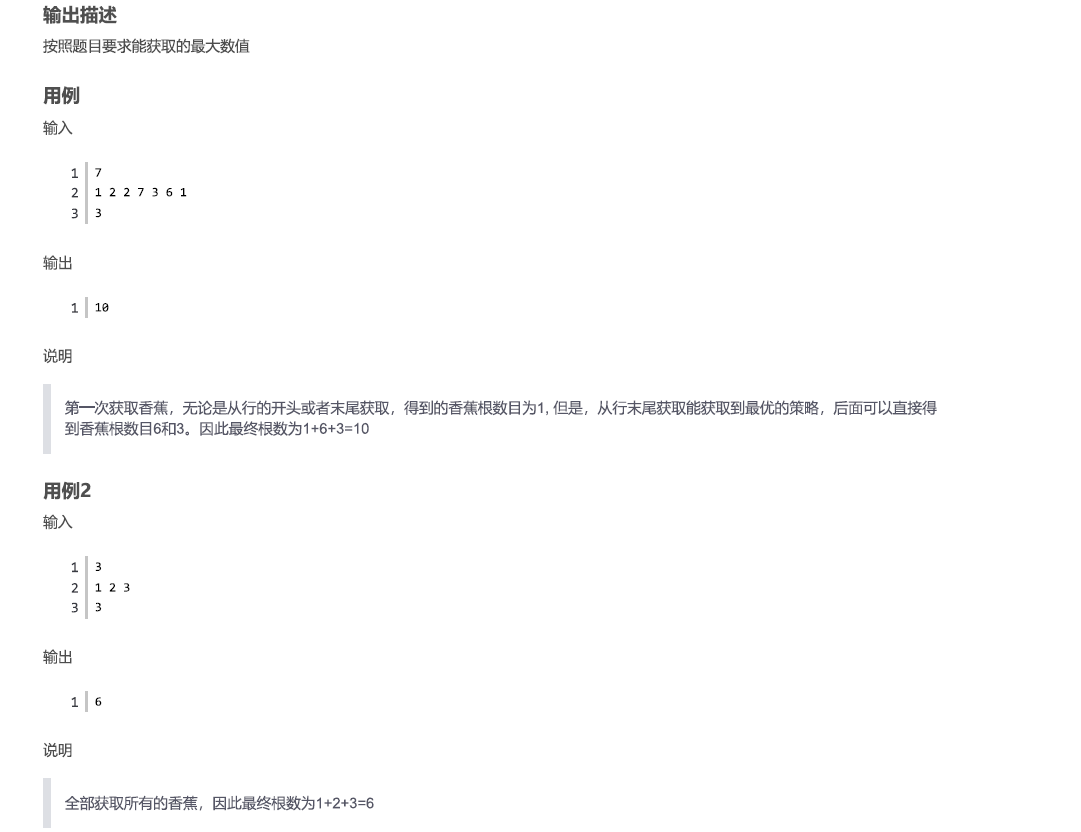 输出描述
按照题目要求能获取的最大数值
用例
输入
1 7
2 1 2 2 7 3 6 1
3 3
输出
1 10
说明
第一次获取香蕉，无论是从行的开头或者末尾获取，得到的香蕉根数目为1, 但是，从行末尾获取能获取到最优的策略，后面可以直接得
到香蕉根数目6和3。因此最终根数为1+6+3=10
用例2
输入
1 3
2 1 2 3
3 3
输出
1 6
说明
全部获取所有的香蕉，因此最终根数为1+2+3=6